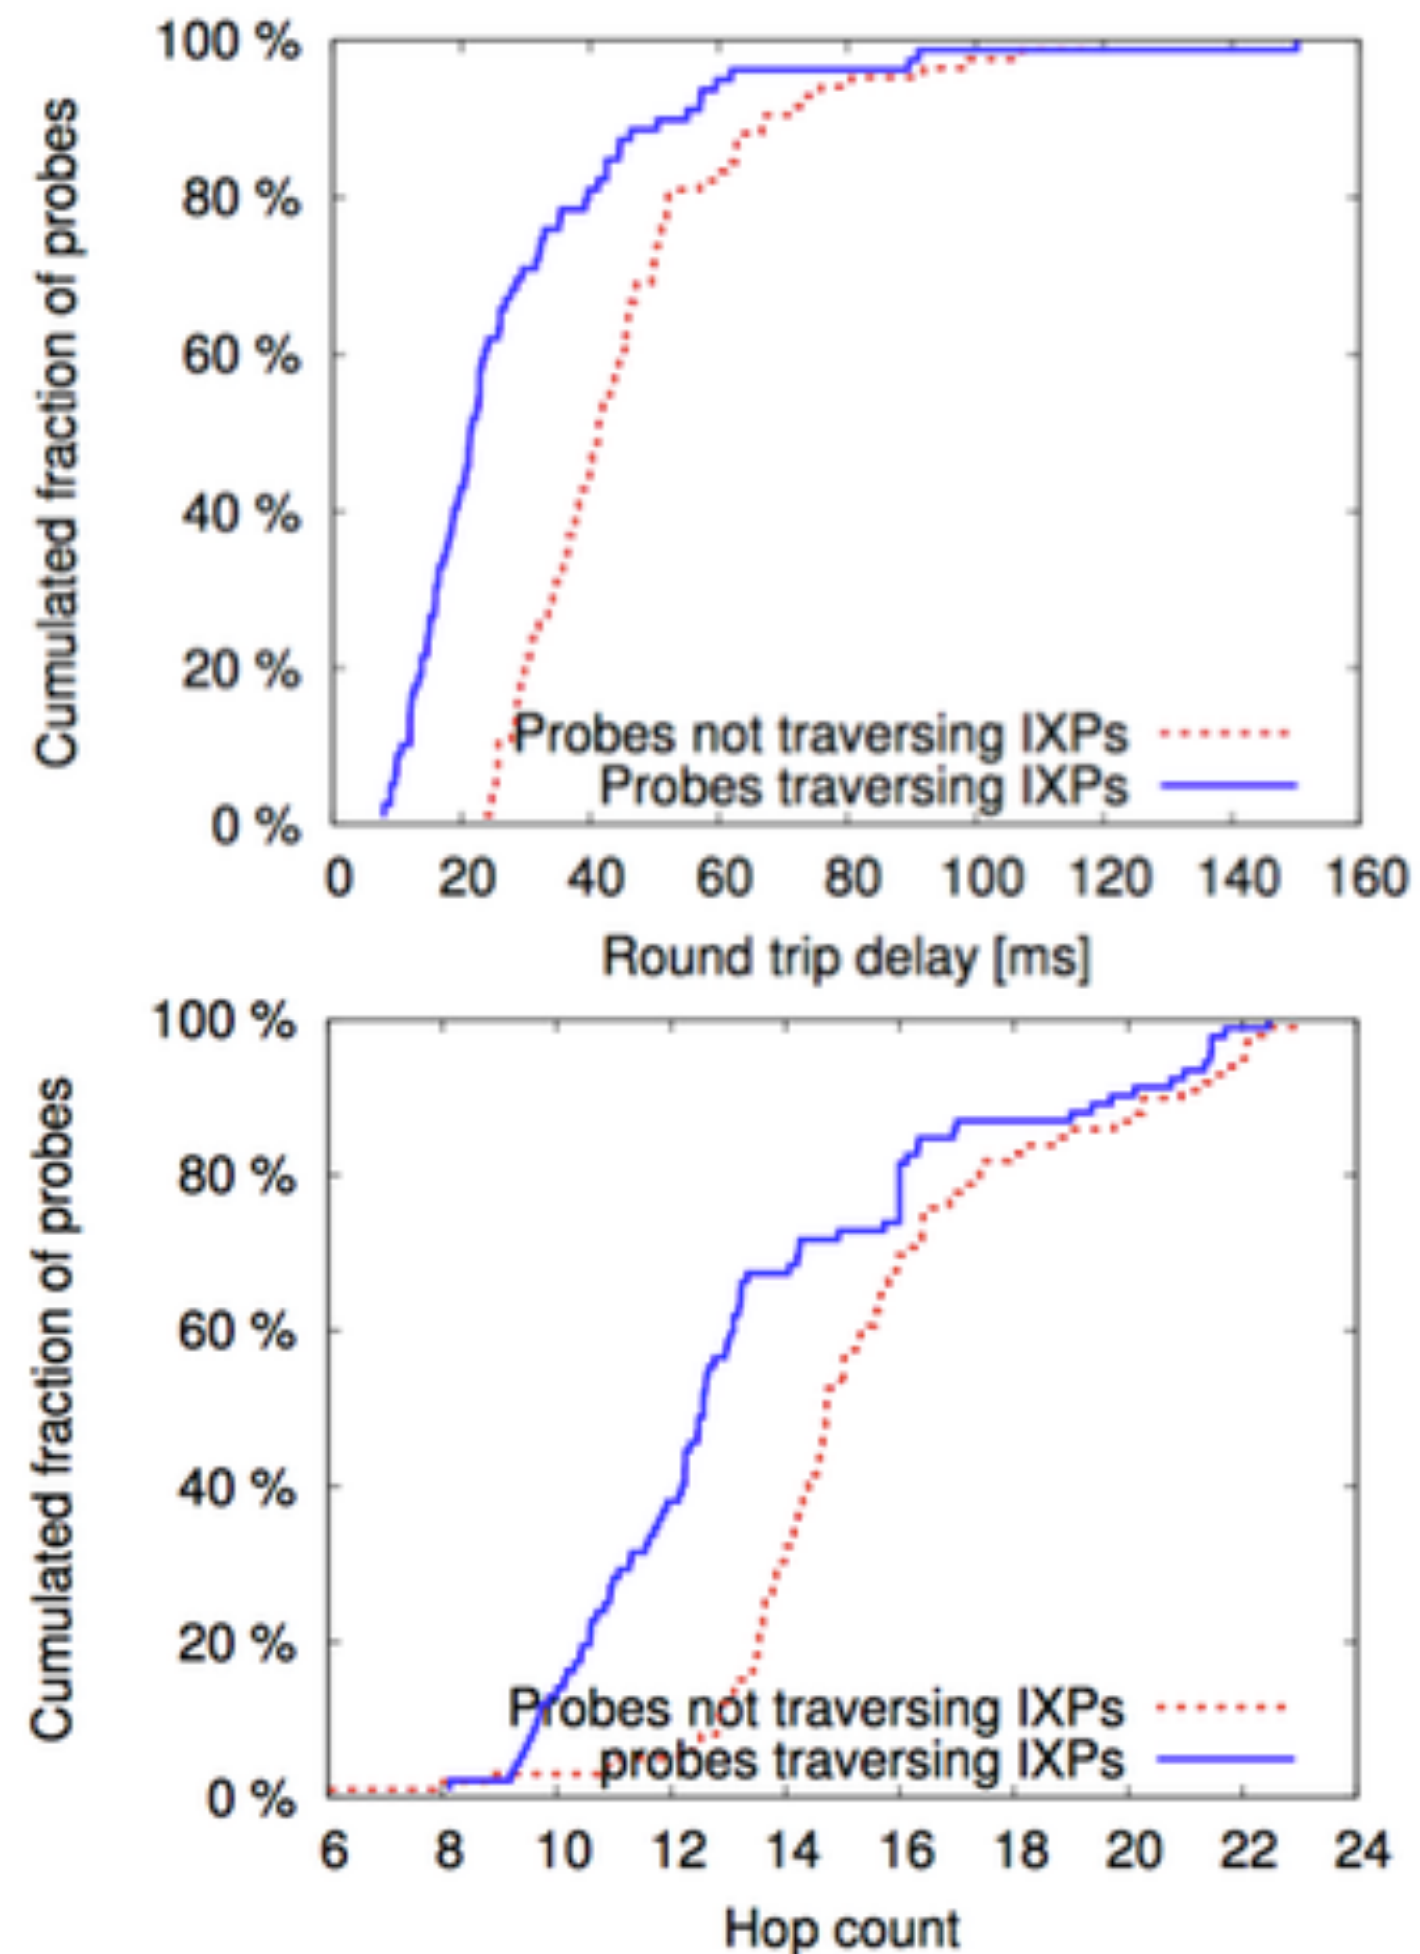 100 %
80 %
60 %
40 %
20 %
0 %
Cumulated fraction of probes
Probes not traversing IXPs
Probes traversing IXPs
0 20 40 60 80 100 120 140 160
Round trip delay [ms]
100 %
80 %
60 %
40 %
20 %
0 %
Cumulated fraction of probes
Probes not traversing IXPs
probes traversing IXPs
6 8 10 12 14 16 18 20 22 24
Hop count